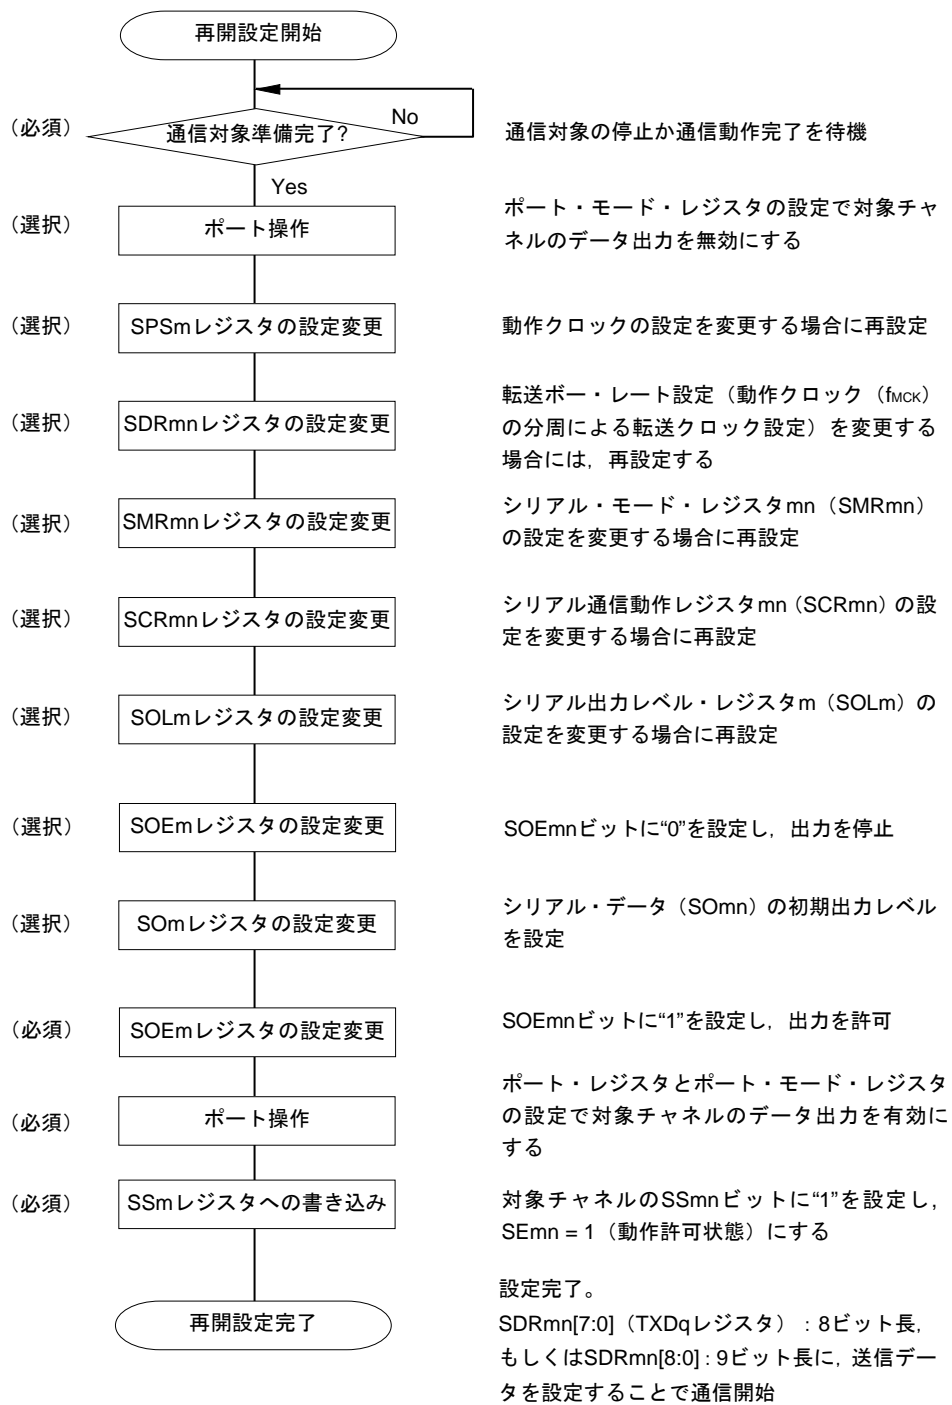 再開設定開始
(必須)
通信対象準備完了?
No
通信対象の停止か通信動作完了を待機
Yes
(選択)
ポート操作
ポート・モード・レジスタの設定で対象チャ
ネルのデータ出力を無効にする
(選択)
SPSmレジスタの設定変更
動作クロックの設定を変更する場合に再設定
(選択)
SDRmnレジスタの設定変更
転送ボー・レート設定(動作クロック(fMCK)
の分周による転送クロック設定)を変更する
場合には,再設定する
(選択)
SMRmnレジスタの設定変更
シリアル・モード・レジスタmn(SMRmn)
の設定を変更する場合に再設定
(選択)
SCRmnレジスタの設定変更
シリアル通信動作レジスタmn(SCRmn)の設
定を変更する場合に再設定
(選択)
SOLmレジスタの設定変更
シリアル出力レベル・レジスタm(SOLm)の
設定を変更する場合に再設定
(選択)
SOEmレジスタの設定変更
SOEmnビットに“0”を設定し,出力を停止
(選択)
SOmレジスタの設定変更
シリアル・データ(SOmn)の初期出力レベル
を設定
(必須)
SOEmレジスタの設定変更
SOEmnビットに“1”を設定し,出力を許可
(必須)
ポート操作
ポート・レジスタとポート・モード・レジスタ
の設定で対象チャネルのデータ出力を有効に
する
(必須)
SSmレジスタへの書き込み
対象チャネルのSSmnビットに“1”を設定し,
SEmn = 1(動作許可状態)にする
再開設定完了
設定完了。
SDRmn[7:0](TXDqレジスタ):8ビット長,
もしくはSDRmn[8:0]:9ビット長に,送信デー
タを設定することで通信開始